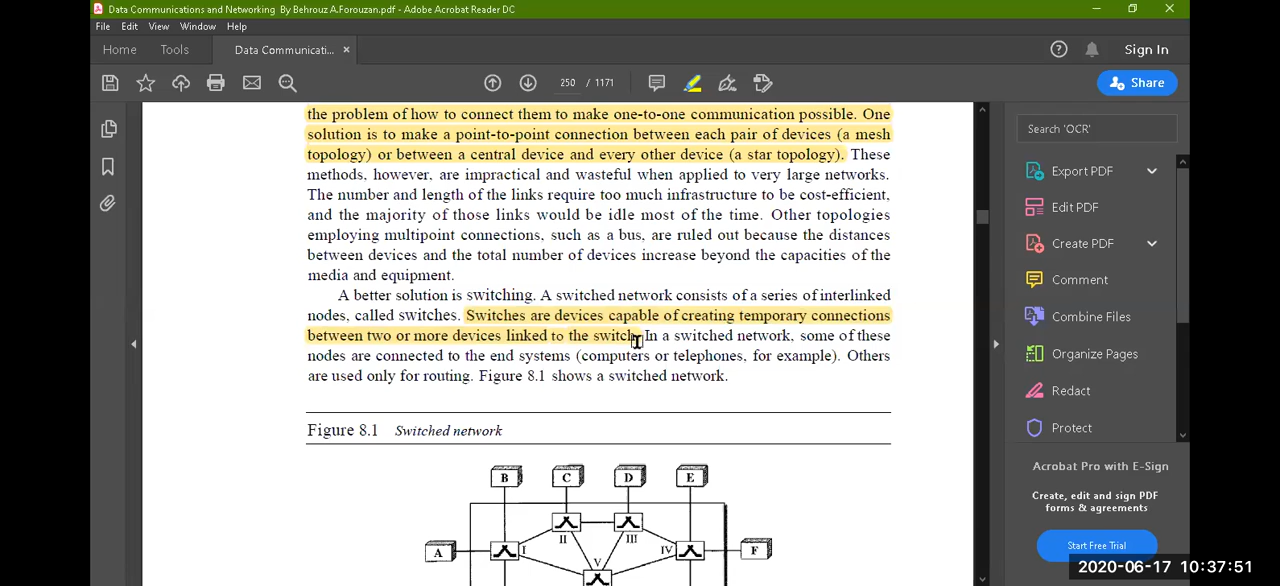 Data Communications and Networking By Behrouz A.Forouzan.pdf - Adobe Acrobat Reader DC
File Edit View Window Help
Home Tools Data Communicati... × Sign In
250 / 1171 Share
the problem of how to connect them to make one-to-one communication possible. One
solution is to make a point-to-point connection between each pair of devices (a mesh
topology) or between a central device and every other device (a star topology). These
methods, however, are impractical and wasteful when applied to very large networks.
The number and length of the links require too much infrastructure to be cost-efficient,
and the majority of those links would be idle most of the time. Other topologies
employing multipoint connections, such as a bus, are ruled out because the distances
between devices and the total number of devices increase beyond the capacities of the
media and equipment.
A better solution is switching. A switched network consists of a series of interlinked
nodes, called switches. Switches are devices capable of creating temporary connections
between two or more devices linked to the switch. In a switched network, some of these
nodes are connected to the end systems (computers or telephones, for example). Others
are used only for routing. Figure 8.1 shows a switched network.
Figure 8.1 Switched network
B C D E
II III
A I V IV F
Search 'OCR'
Export PDF
Edit PDF
Create PDF
Comment
Combine Files
Organize Pages
Redact
Protect
Acrobat Pro with E-Sign
Create, edit and sign PDF
forms & agreements
Start Free Trial
2020-06-17 10:37:51